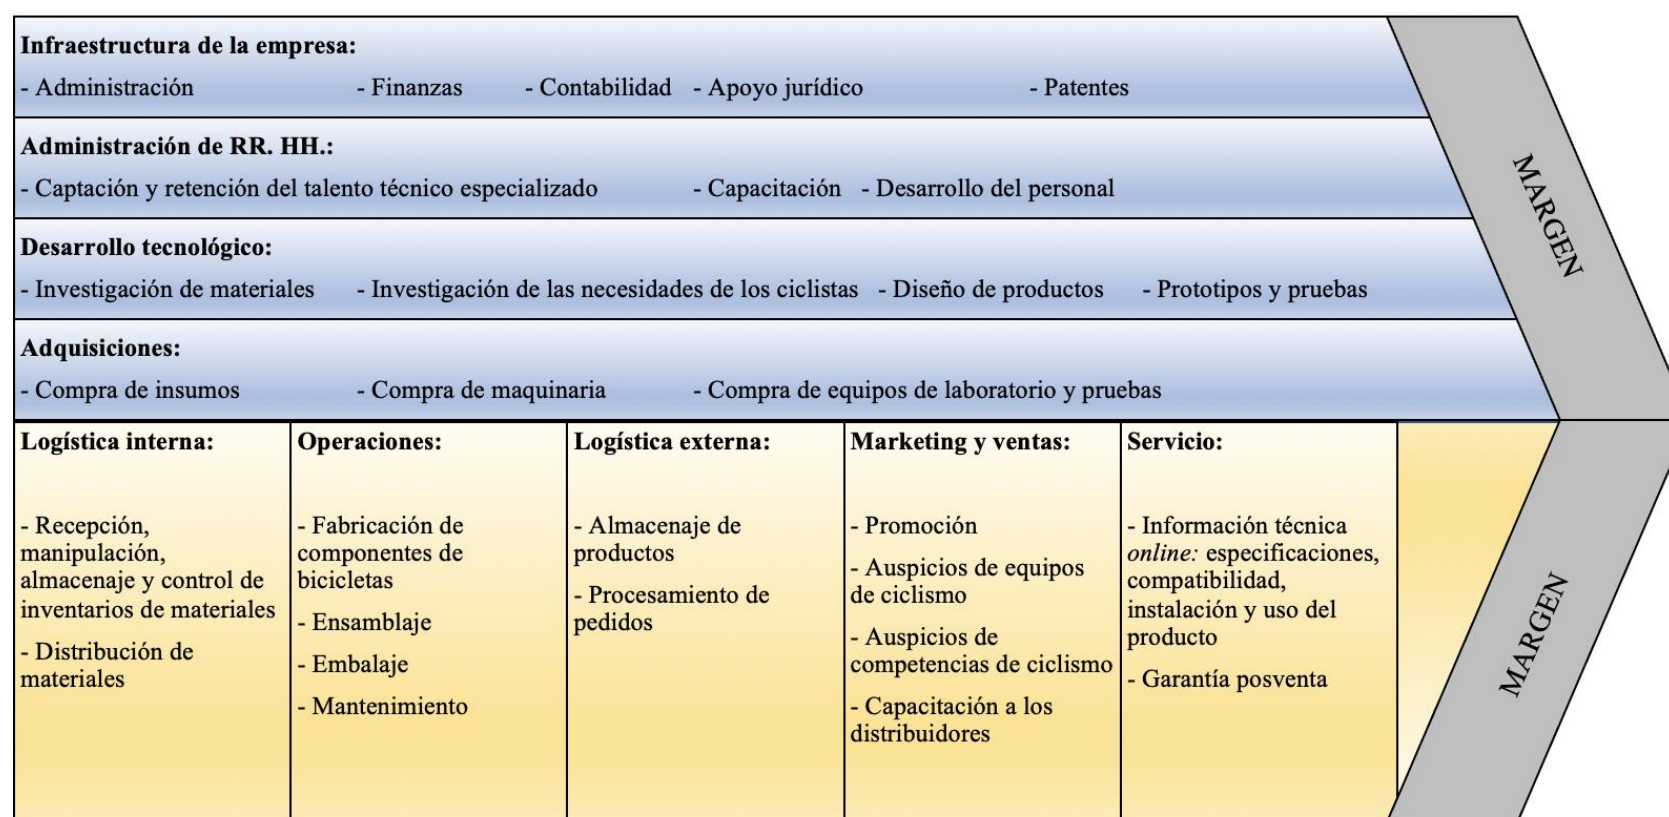 Infraestructura de la empresa:
- Administración - Finanzas - Contabilidad - Apoyo jurídico - Patentes
Administración de RR. HH.:
- Captación y retención del talento técnico especializado - Capacitación - Desarrollo del personal
Desarrollo tecnológico:
- Investigación de materiales - Investigación de las necesidades de los ciclistas - Diseño de productos - Prototipos y pruebas
Adquisiciones:
- Compra de insumos - Compra de maquinaria - Compra de equipos de laboratorio y pruebas
MARGEN
Logística interna:
- Recepción,
manipulación,
almacenaje y control de
inventarios de materiales
- Distribución de
materiales
Operaciones:
- Fabricación de
componentes de
bicicletas
- Ensamblaje
- Embalaje
- Mantenimiento
Logística externa:
- Almacenaje de
productos
- Procesamiento de
pedidos
Marketing y ventas:
- Promoción
- Auspicios de equipos
de ciclismo
- Auspicios de
competencias de ciclismo
- Capacitación a los
distribuidores
Servicio:
- Información técnica
online: especificaciones,
compatibilidad,
instalación y uso del
producto
- Garantía posventa
MARGEN